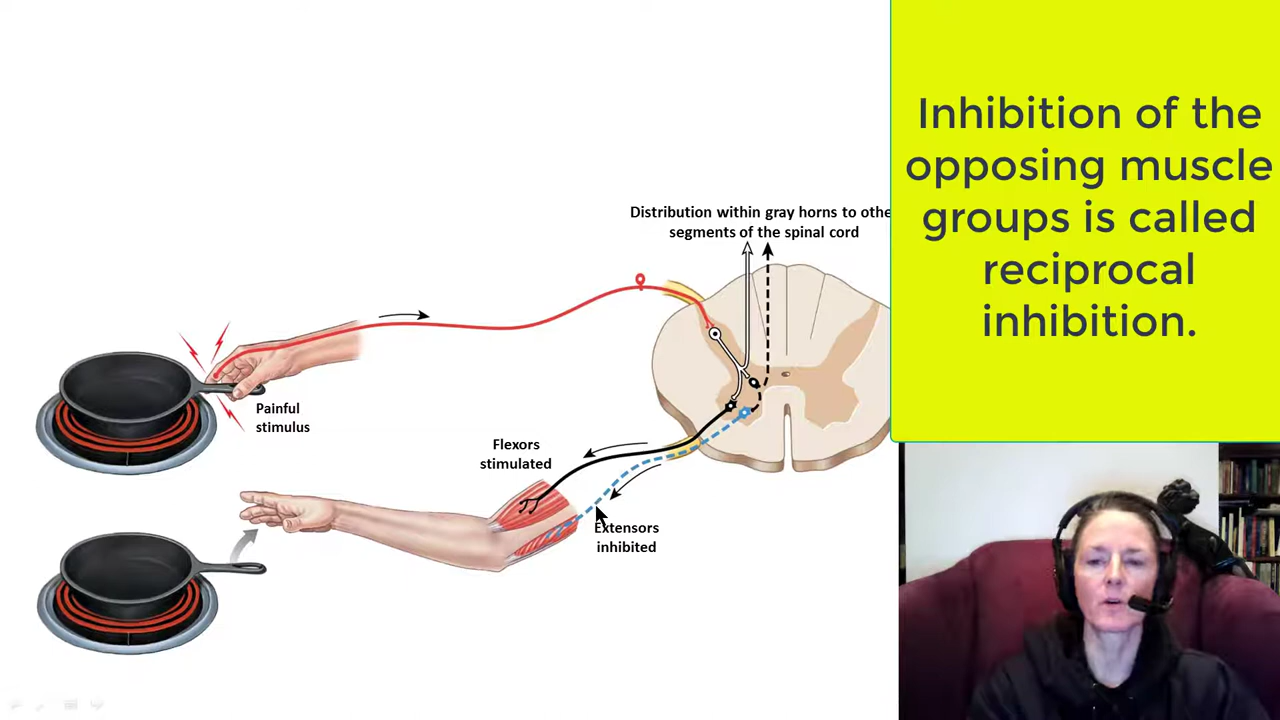 Inhibition of the
opposing muscle
groups is called
reciprocal
inhibition.
Distribution within gray horns to othe
segments of the spinal cord
Painful
stimulus
Flexors
stimulated
Extensors
inhibited